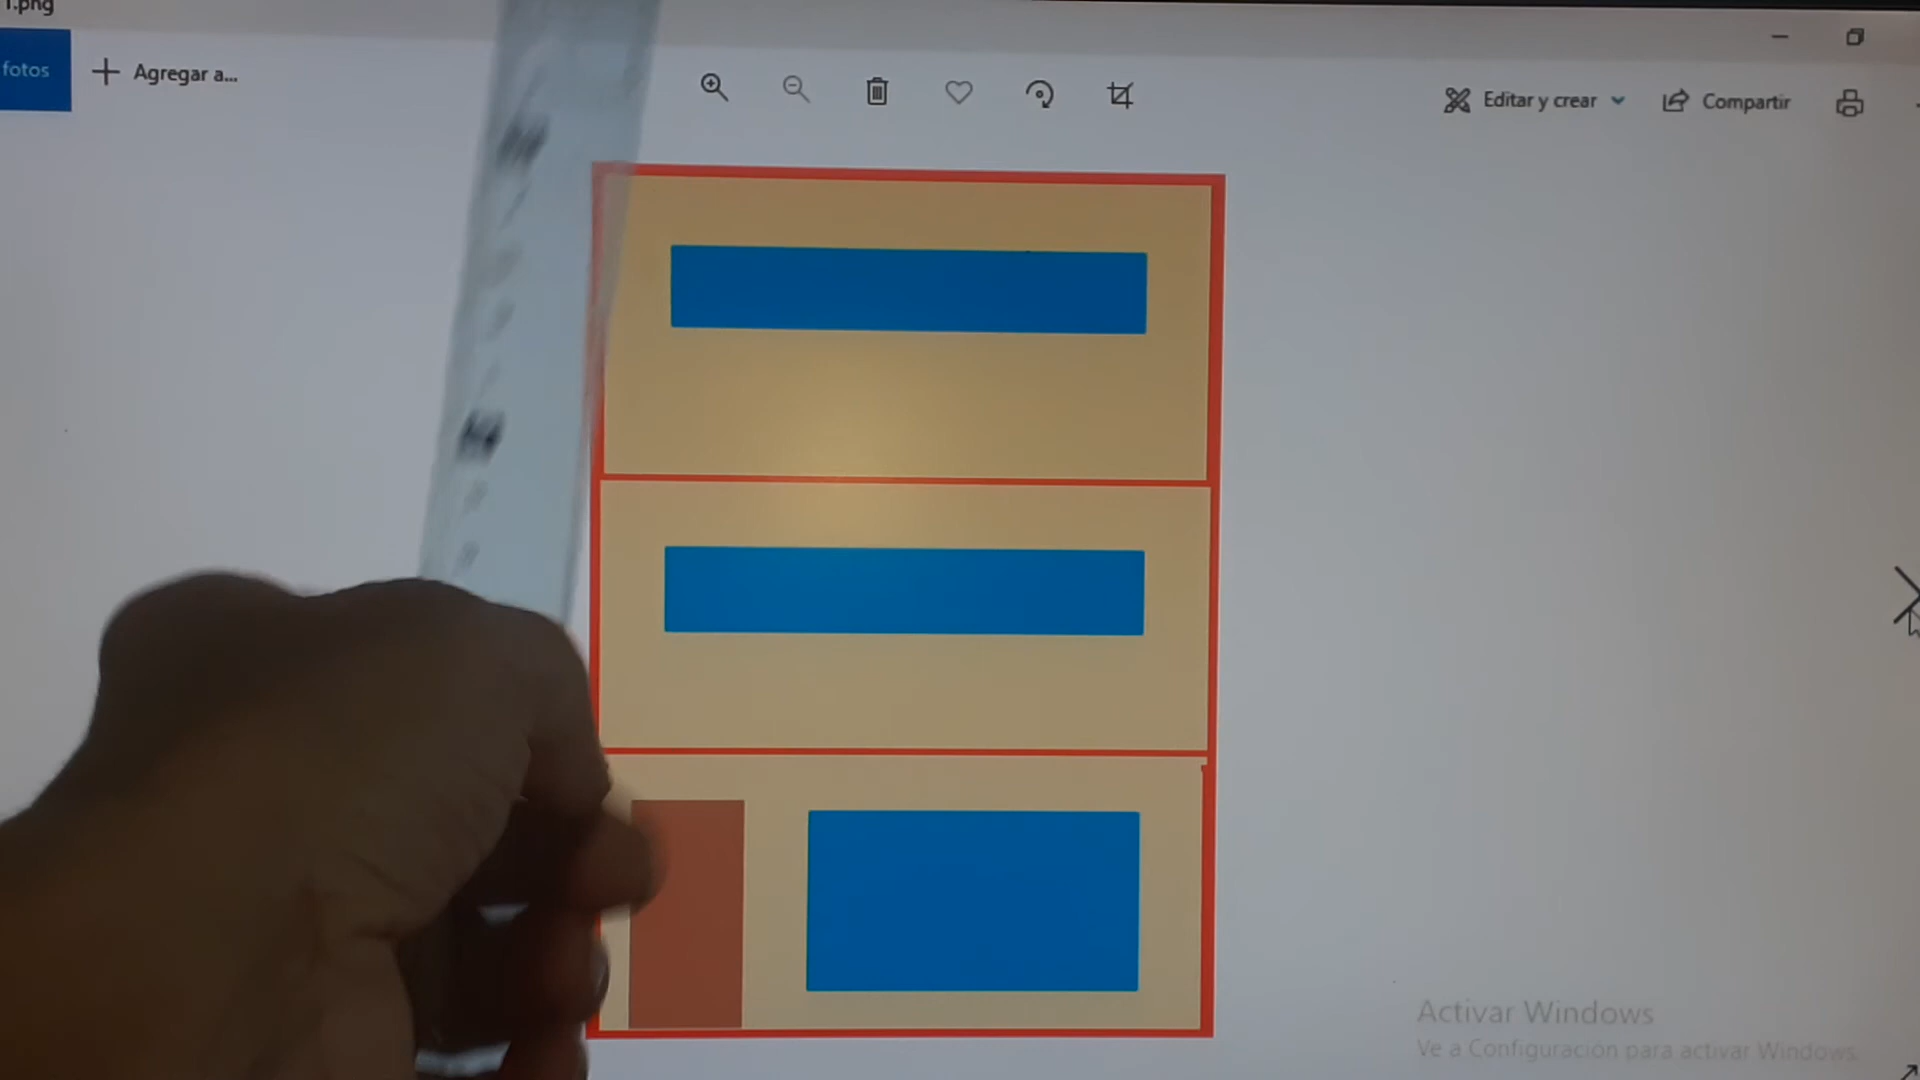 1.png
fotos
Agregar a...
Editar y crear
Compartir
Activar Windows
Ve a Configuración para activar Windows.